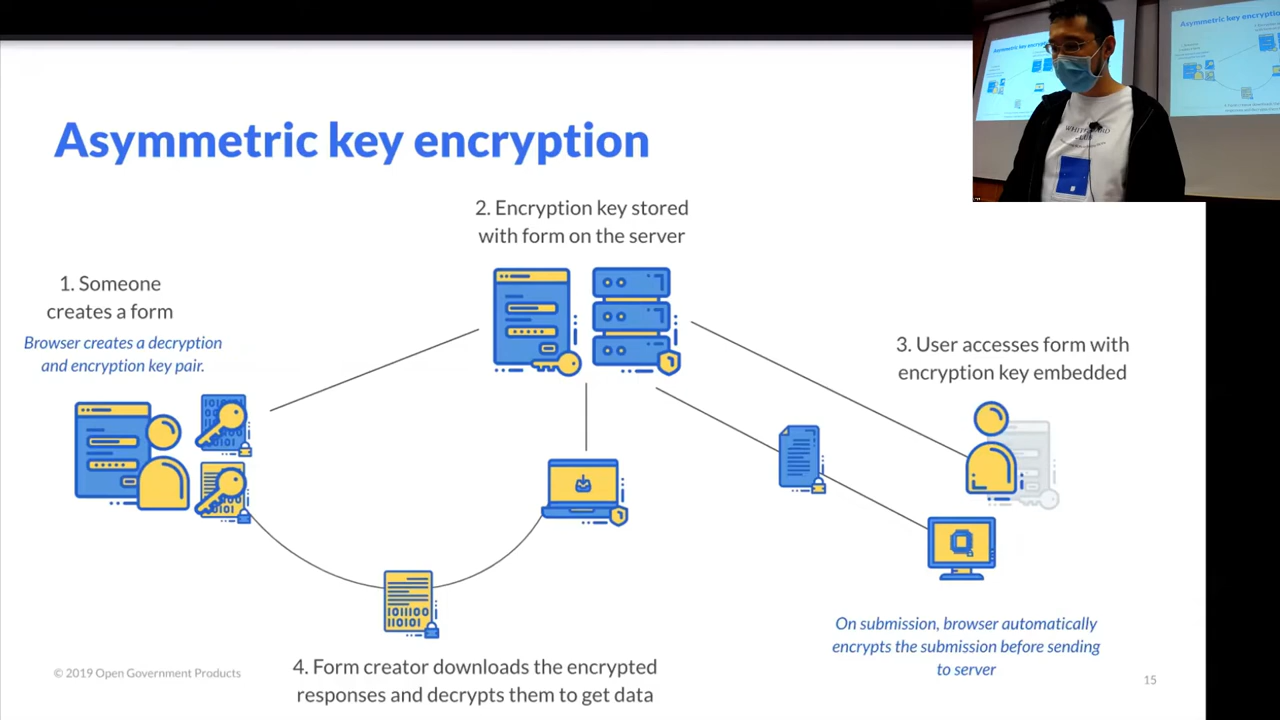 Asymmetric key encryption
2. Encryption key stored
with form on the server
1. Someone
creates a form
Browser creates a decryption
and encryption key pair.
3. User accesses form with
encryption key embedded
On submission, browser automatically
encrypts the submission before sending
to server
4. Form creator downloads the encrypted
responses and decrypts them to get data
© 2019 Open Government Products
15
Asymmetric key encryption